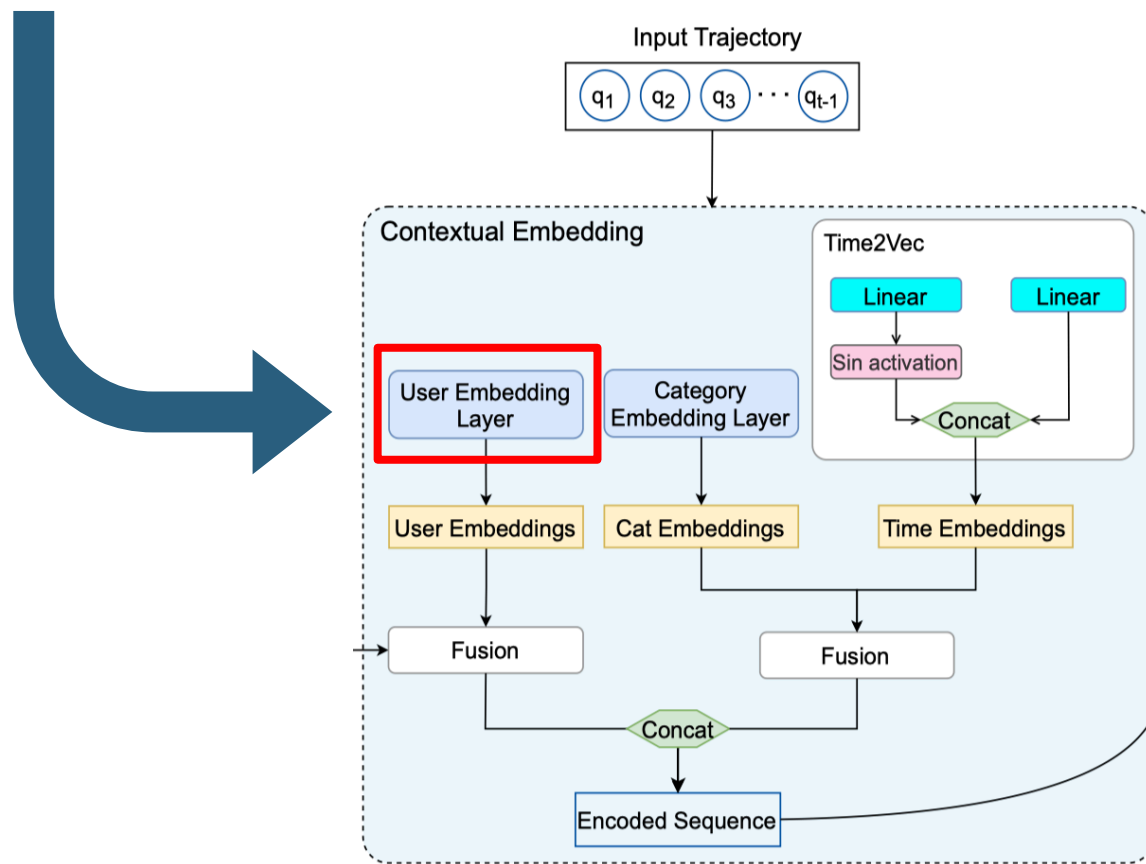 Input Trajectory
q1 q2 q3 ··· qt-1
Contextual Embedding
Time2Vec
Linear Linear
Sin activation
User Embedding
Layer
Category
Embedding Layer
Concat
User Embeddings Cat Embeddings Time Embeddings
Fusion Fusion
Concat
Encoded Sequence